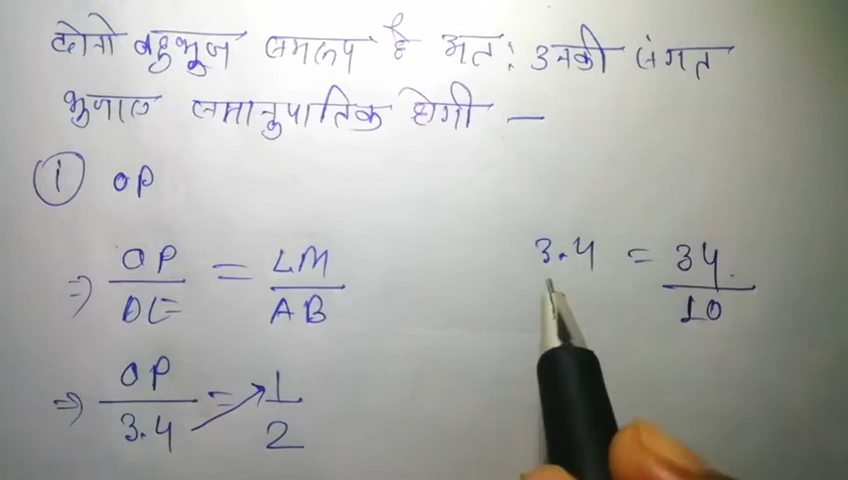 दोनो बहुभुज समरूप है अत: उनकी संगत
भुजाए समानुपातिक होगी —
① OP
⇒ OP/DE = LM/AB
3.4 = 34/10
⇒ OP/3.4 = 1/2